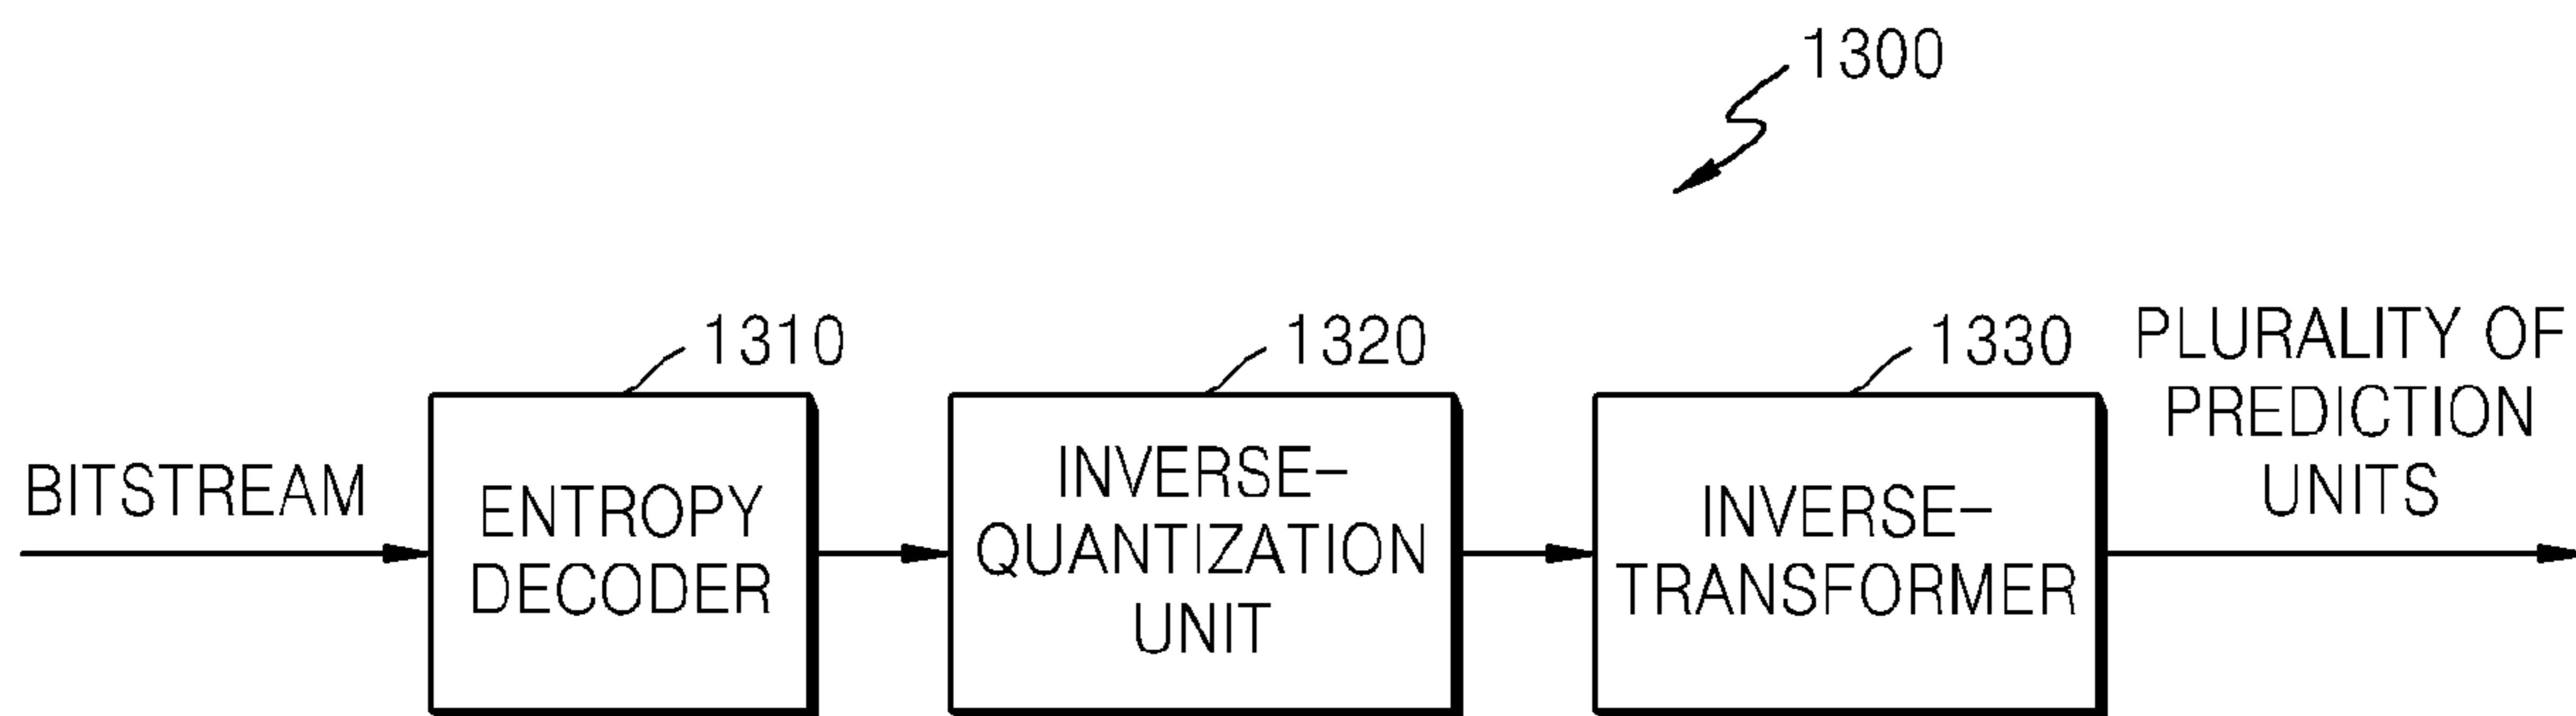 1300
1310
1320
1330
BITSTREAM
ENTROPY
DECODER
INVERSE-
QUANTIZATION
UNIT
INVERSE-
TRANSFORMER
PLURALITY OF
PREDICTION
UNITS